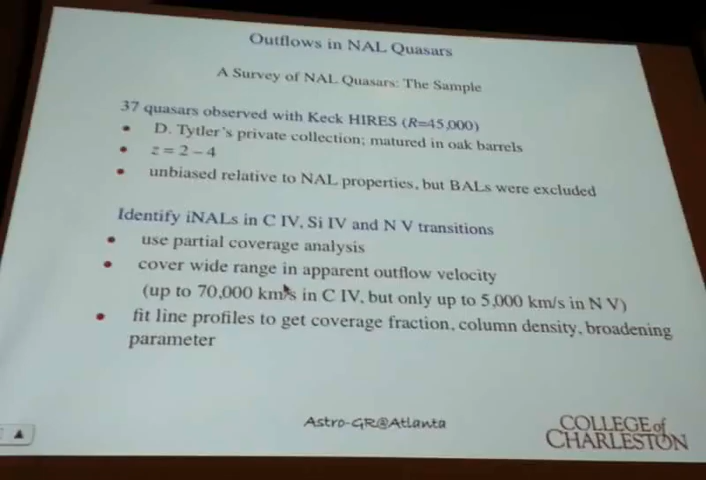 Outflows in NAL Quasars
A Survey of NAL Quasars: The Sample
37 quasars observed with Keck HIRES (R=45,000)
• D. Tytler's private collection; matured in oak barrels
• z = 2 – 4
• unbiased relative to NAL properties, but BALs were excluded
Identify iNALs in C IV, Si IV and N V transitions
• use partial coverage analysis
• cover wide range in apparent outflow velocity
(up to 70,000 km/s in C IV, but only up to 5,000 km/s in N V)
• fit line profiles to get coverage fraction, column density, broadening
parameter
Astro-GR@Atlanta
COLLEGE of
CHARLESTON